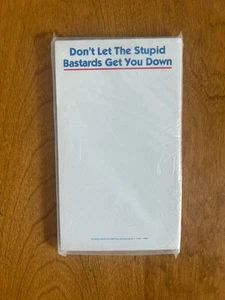 Don't Let The Stupid
Bastards Get You Down